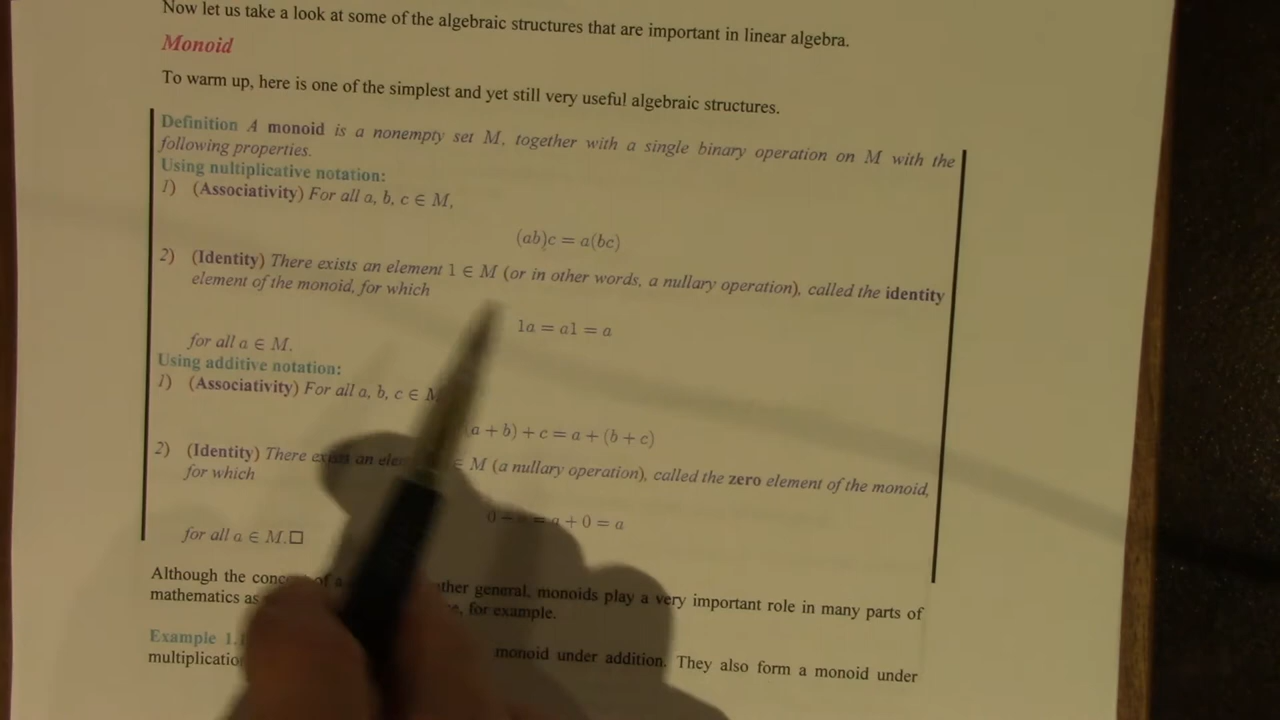 Now let us take a look at some of the algebraic structures that are important in linear algebra.
Monoid
To warm up, here is one of the simplest and yet still very useful algebraic structures.
Definition A monoid is a nonempty set M, together with a single binary operation on M with the
following properties.
Using multiplicative notation:
1) (Associativity) For all a, b, c ∈ M,
(ab)c = a(bc)
2) (Identity) There exists an element 1 ∈ M (or in other words, a nullary operation), called the identity
element of the monoid, for which
1a = a1 = a
for all a ∈ M.
Using additive notation:
1) (Associativity) For all a, b, c ∈ M
(a + b) + c = a + (b + c)
2) (Identity) There exists an ∈ M (a nullary operation), called the zero element of the monoid,
for which
0 = a + 0 = a
for all a ∈ M.□
Although the of general, monoids play a very important role in many parts of
mathematics as for example.
Example monoid under addition. They also form a monoid under